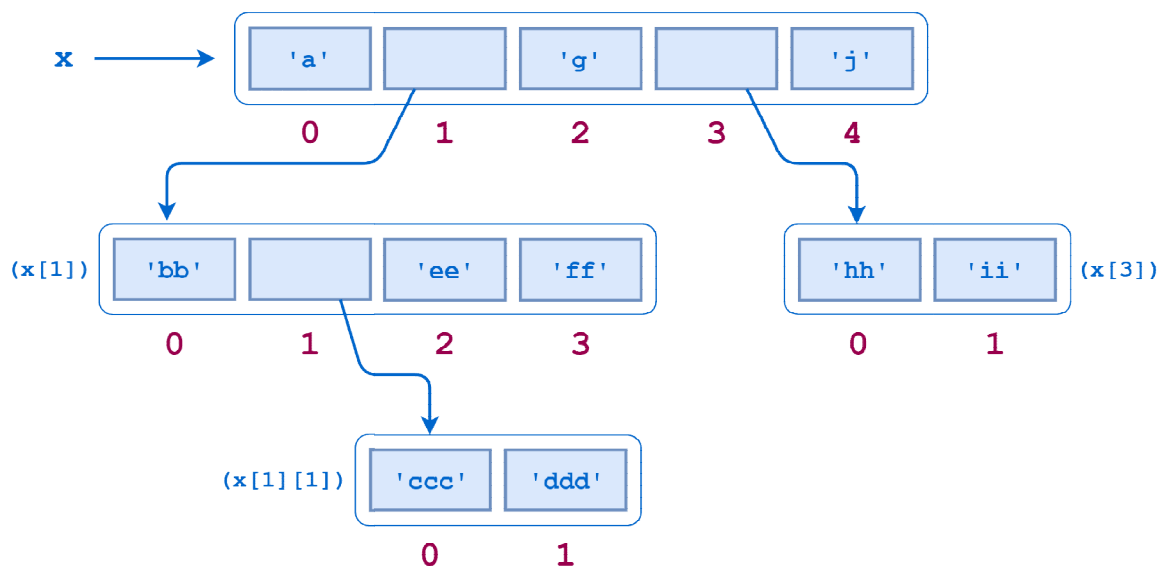 x 'a' 'g' 'j'
0 1 2 3 4
(x[1]) 'bb' 'ee' 'ff' 'hh' 'ii' (x[3])
0 1 2 3 0 1
(x[1][1]) 'ccc' 'ddd'
0 1